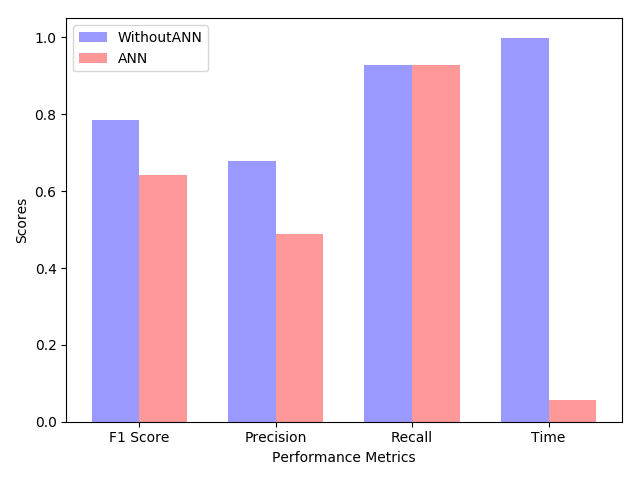 WithoutANN
ANN
1.0
0.8
0.6
0.4
0.2
0.0
Scores
F1 Score Precision Recall Time
Performance Metrics